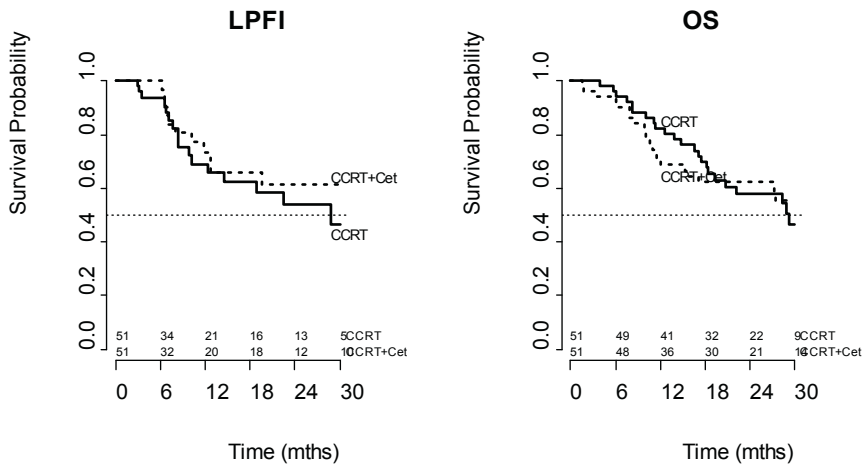 LPFI
Survival Probability
1.0
0.8
0.6
0.4
0.2
0.0
CCRT+Cet
CCRT
51 34 21 16 13 5 CCRT
51 32 20 18 12 10 CCRT+Cet
0 6 12 18 24 30
Time (mths)
OS
Survival Probability
1.0
0.8
0.6
0.4
0.2
0.0
CCRT
CCRT+Cet
51 49 41 32 22 9 CCRT
51 48 36 30 21 14 CCRT+Cet
0 6 12 18 24 30
Time (mths)